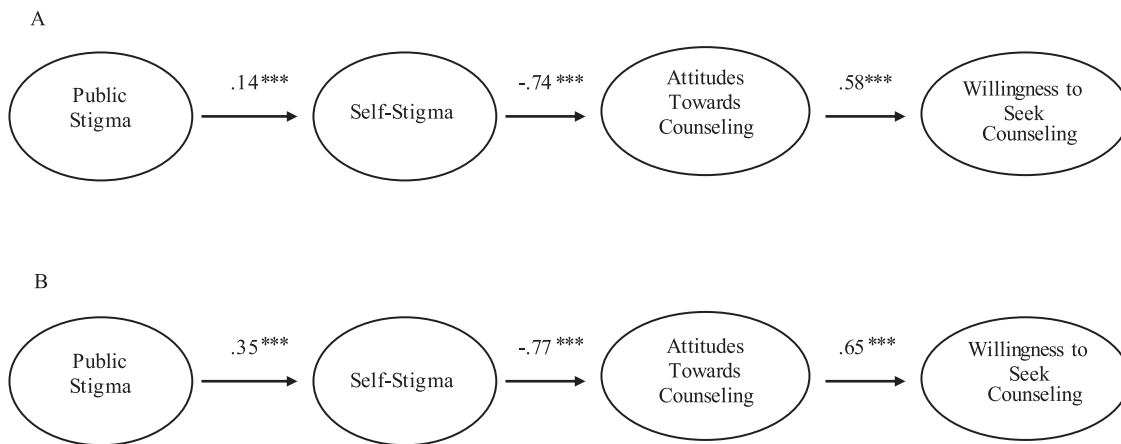 A
.14***
-.74***
.58***
Public
Stigma
Self-Stigma
Attitudes
Towards
Counseling
Willingness to
Seek
Counseling
B
.35***
-.77***
.65***
Public
Stigma
Self-Stigma
Attitudes
Towards
Counseling
Willingness to
Seek
Counseling